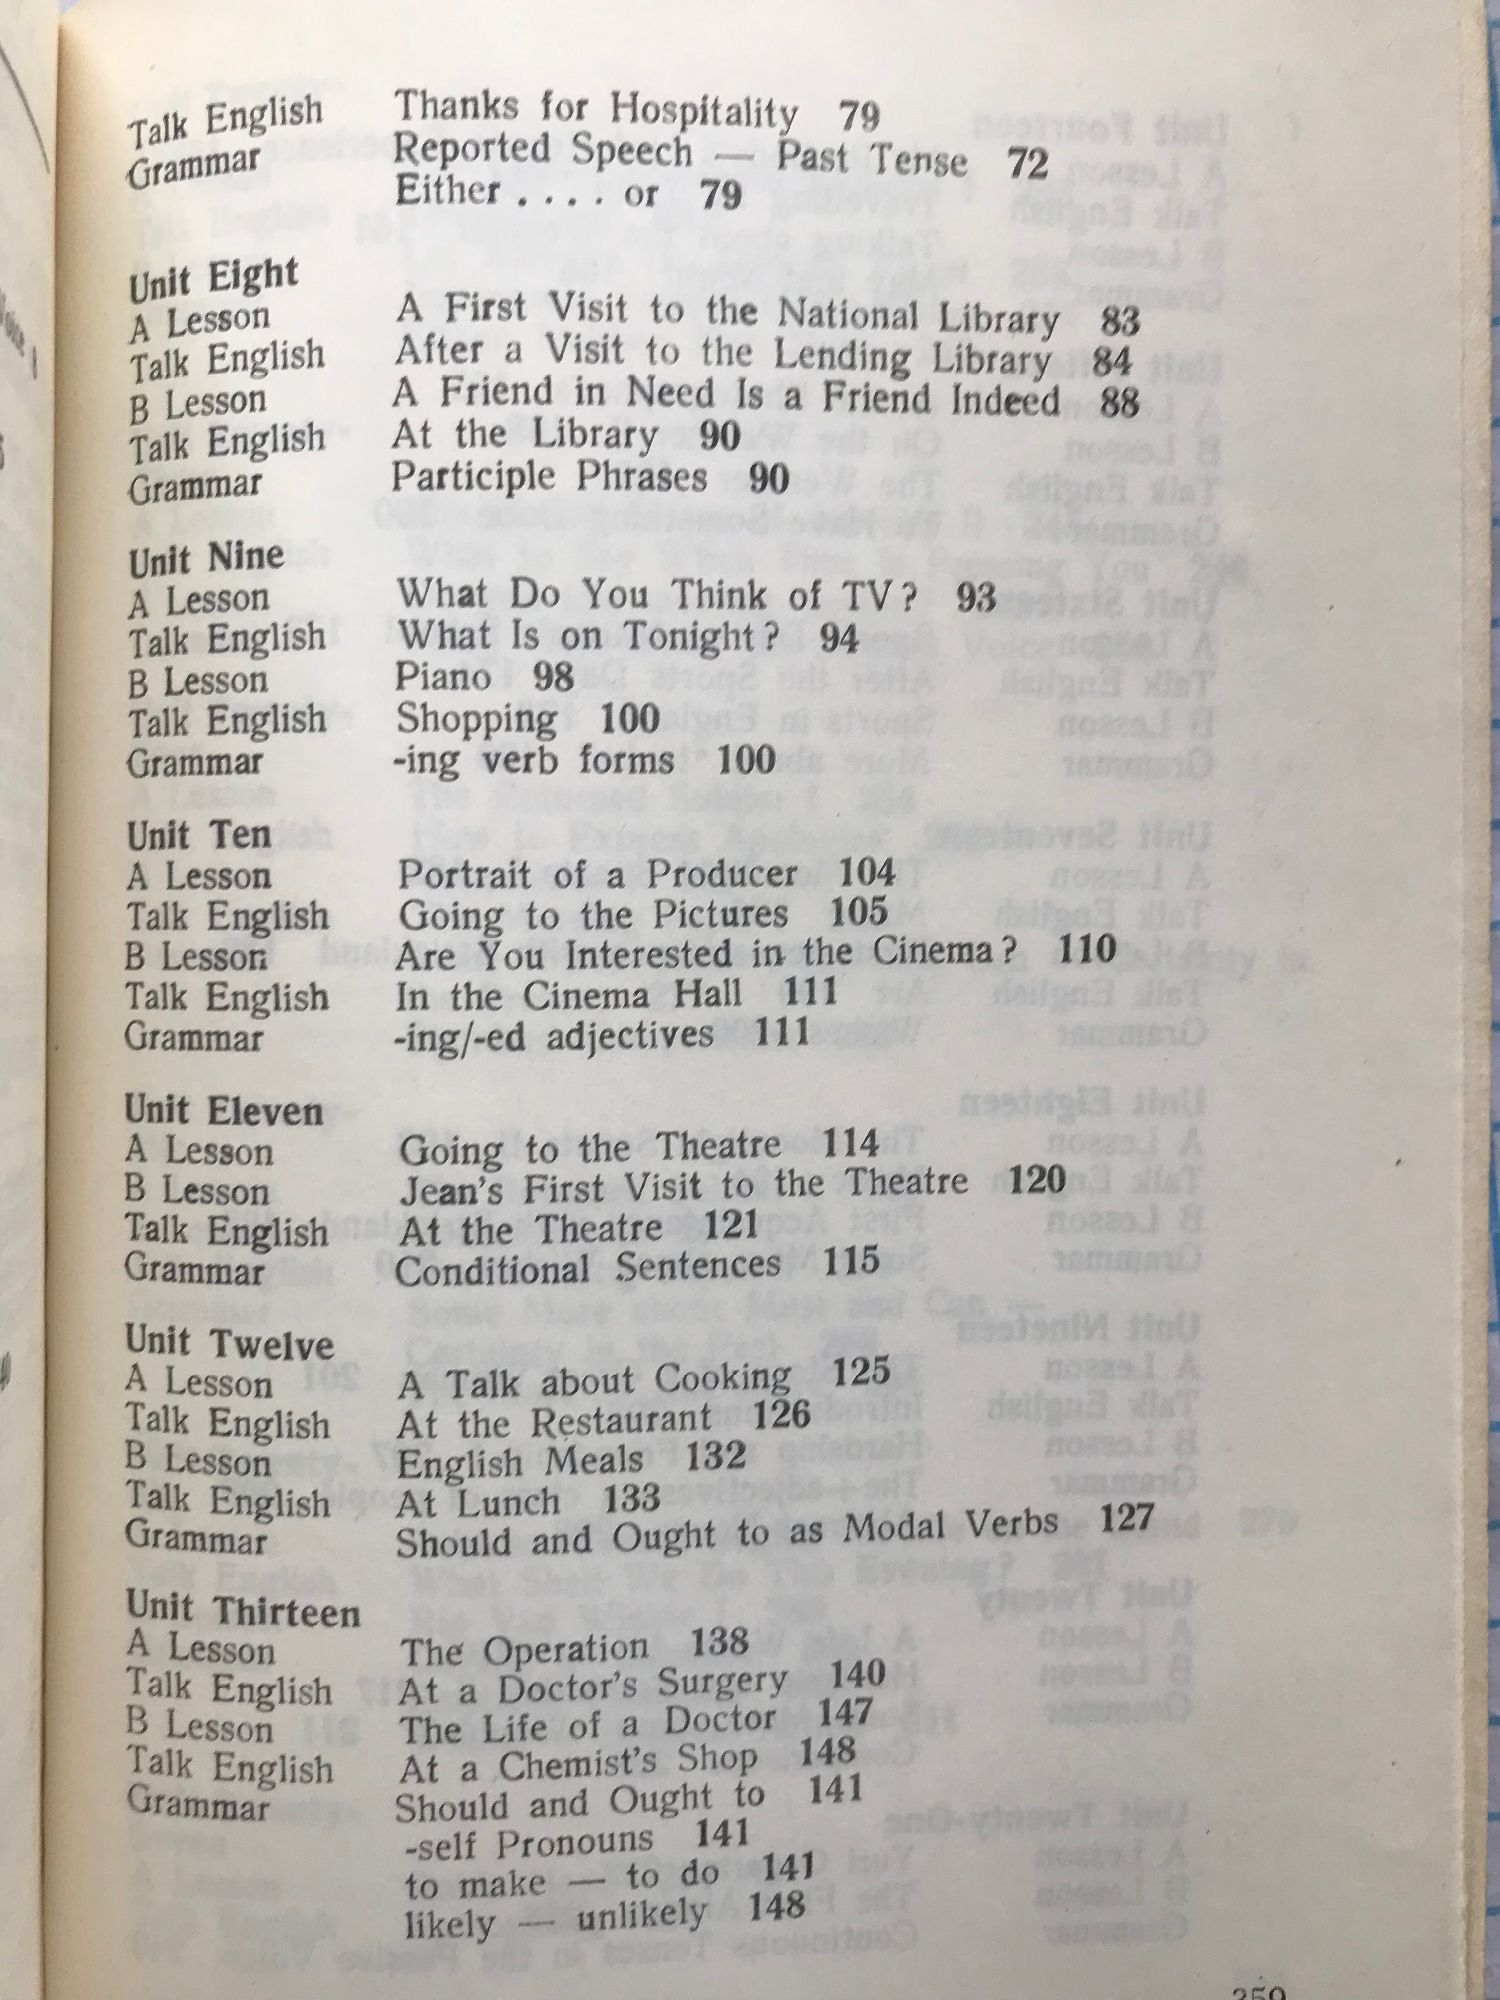 Talk English Thanks for Hospitality 79
Grammar Reported Speech — Past Tense 72
Either . . . . or 79
Unit Eight
A Lesson A First Visit to the National Library 83
Talk English After a Visit to the Lending Library 84
B Lesson A Friend in Need Is a Friend Indeed 88
Talk English At the Library 90
Grammar Participle Phrases 90
Unit Nine
A Lesson What Do You Think of TV? 93
Talk English What Is on Tonight? 94
B Lesson Piano 98
Talk English Shopping 100
Grammar -ing verb forms 100
Unit Ten
A Lesson Portrait of a Producer 104
Talk English Going to the Pictures 105
B Lesson Are You Interested in the Cinema? 110
Talk English In the Cinema Hall 111
Grammar -ing/-ed adjectives 111
Unit Eleven
A Lesson Going to the Theatre 114
B Lesson Jean's First Visit to the Theatre 120
Talk English At the Theatre 121
Grammar Conditional Sentences 115
Unit Twelve
A Lesson A Talk about Cooking 125
Talk English At the Restaurant 126
B Lesson English Meals 132
Talk English At Lunch 133
Grammar Should and Ought to as Modal Verbs 127
Unit Thirteen
A Lesson The Operation 138
Talk English At a Doctor's Surgery 140
B Lesson The Life of a Doctor 147
Talk English At a Chemist's Shop 148
Grammar Should and Ought to 141
-self Pronouns 141
to make — to do 141
likely — unlikely 148